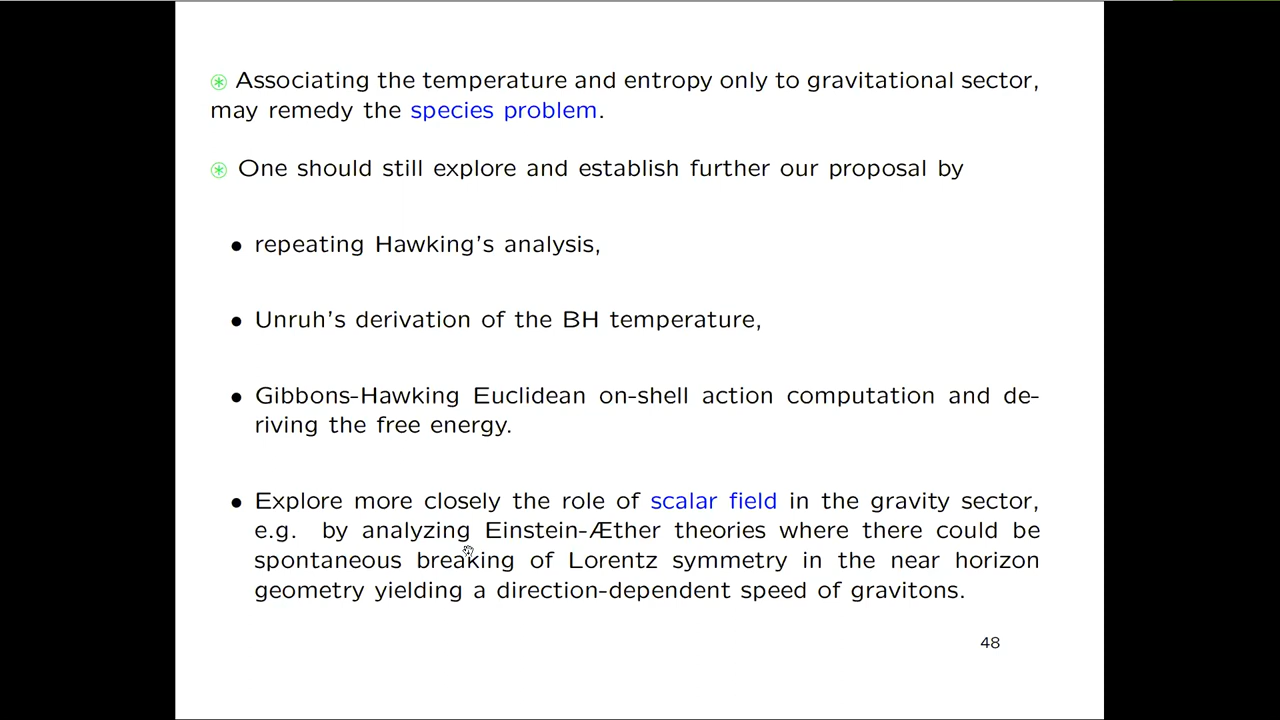 ⊛ Associating the temperature and entropy only to gravitational sector,
may remedy the species problem.
⊛ One should still explore and establish further our proposal by
• repeating Hawking's analysis,
• Unruh's derivation of the BH temperature,
• Gibbons-Hawking Euclidean on-shell action computation and de-
riving the free energy.
• Explore more closely the role of scalar field in the gravity sector,
e.g. by analyzing Einstein-Æther theories where there could be
spontaneous breaking of Lorentz symmetry in the near horizon
geometry yielding a direction-dependent speed of gravitons.
48